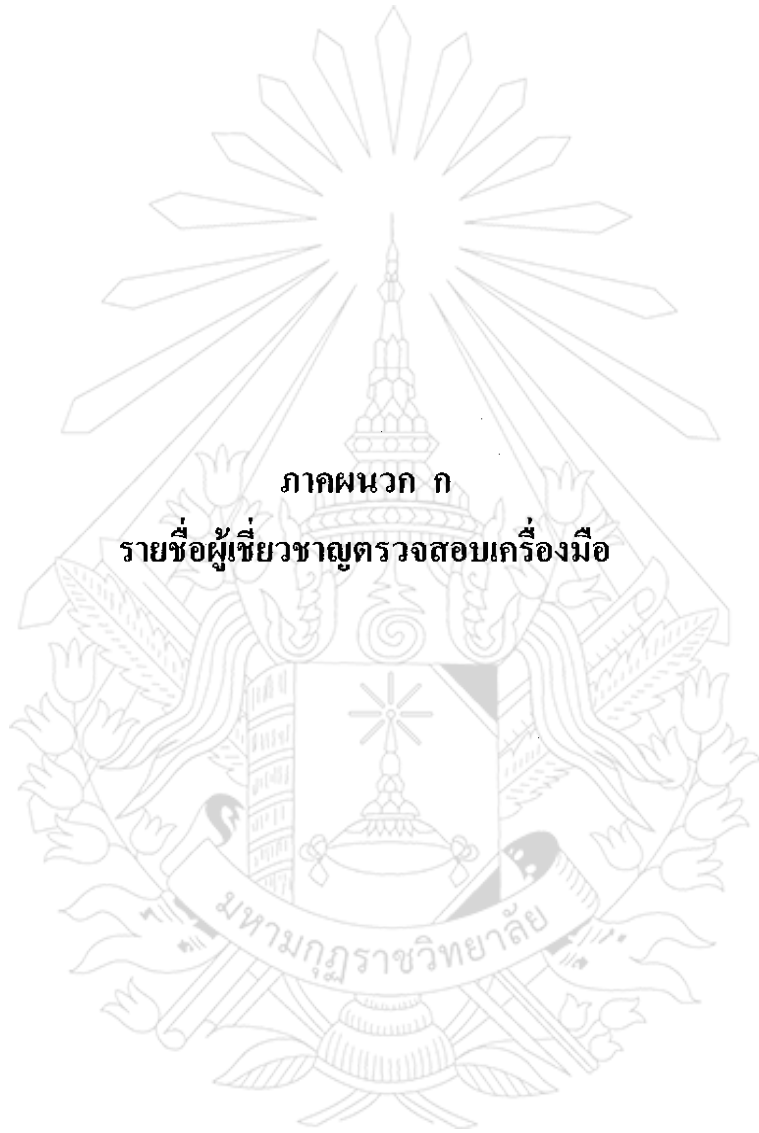 ภาคผนวก ก
รายชื่อผู้เชี่ยวชาญตรวจสอบเครื่องมือ
มหามกุฏราชวิทยาลัย